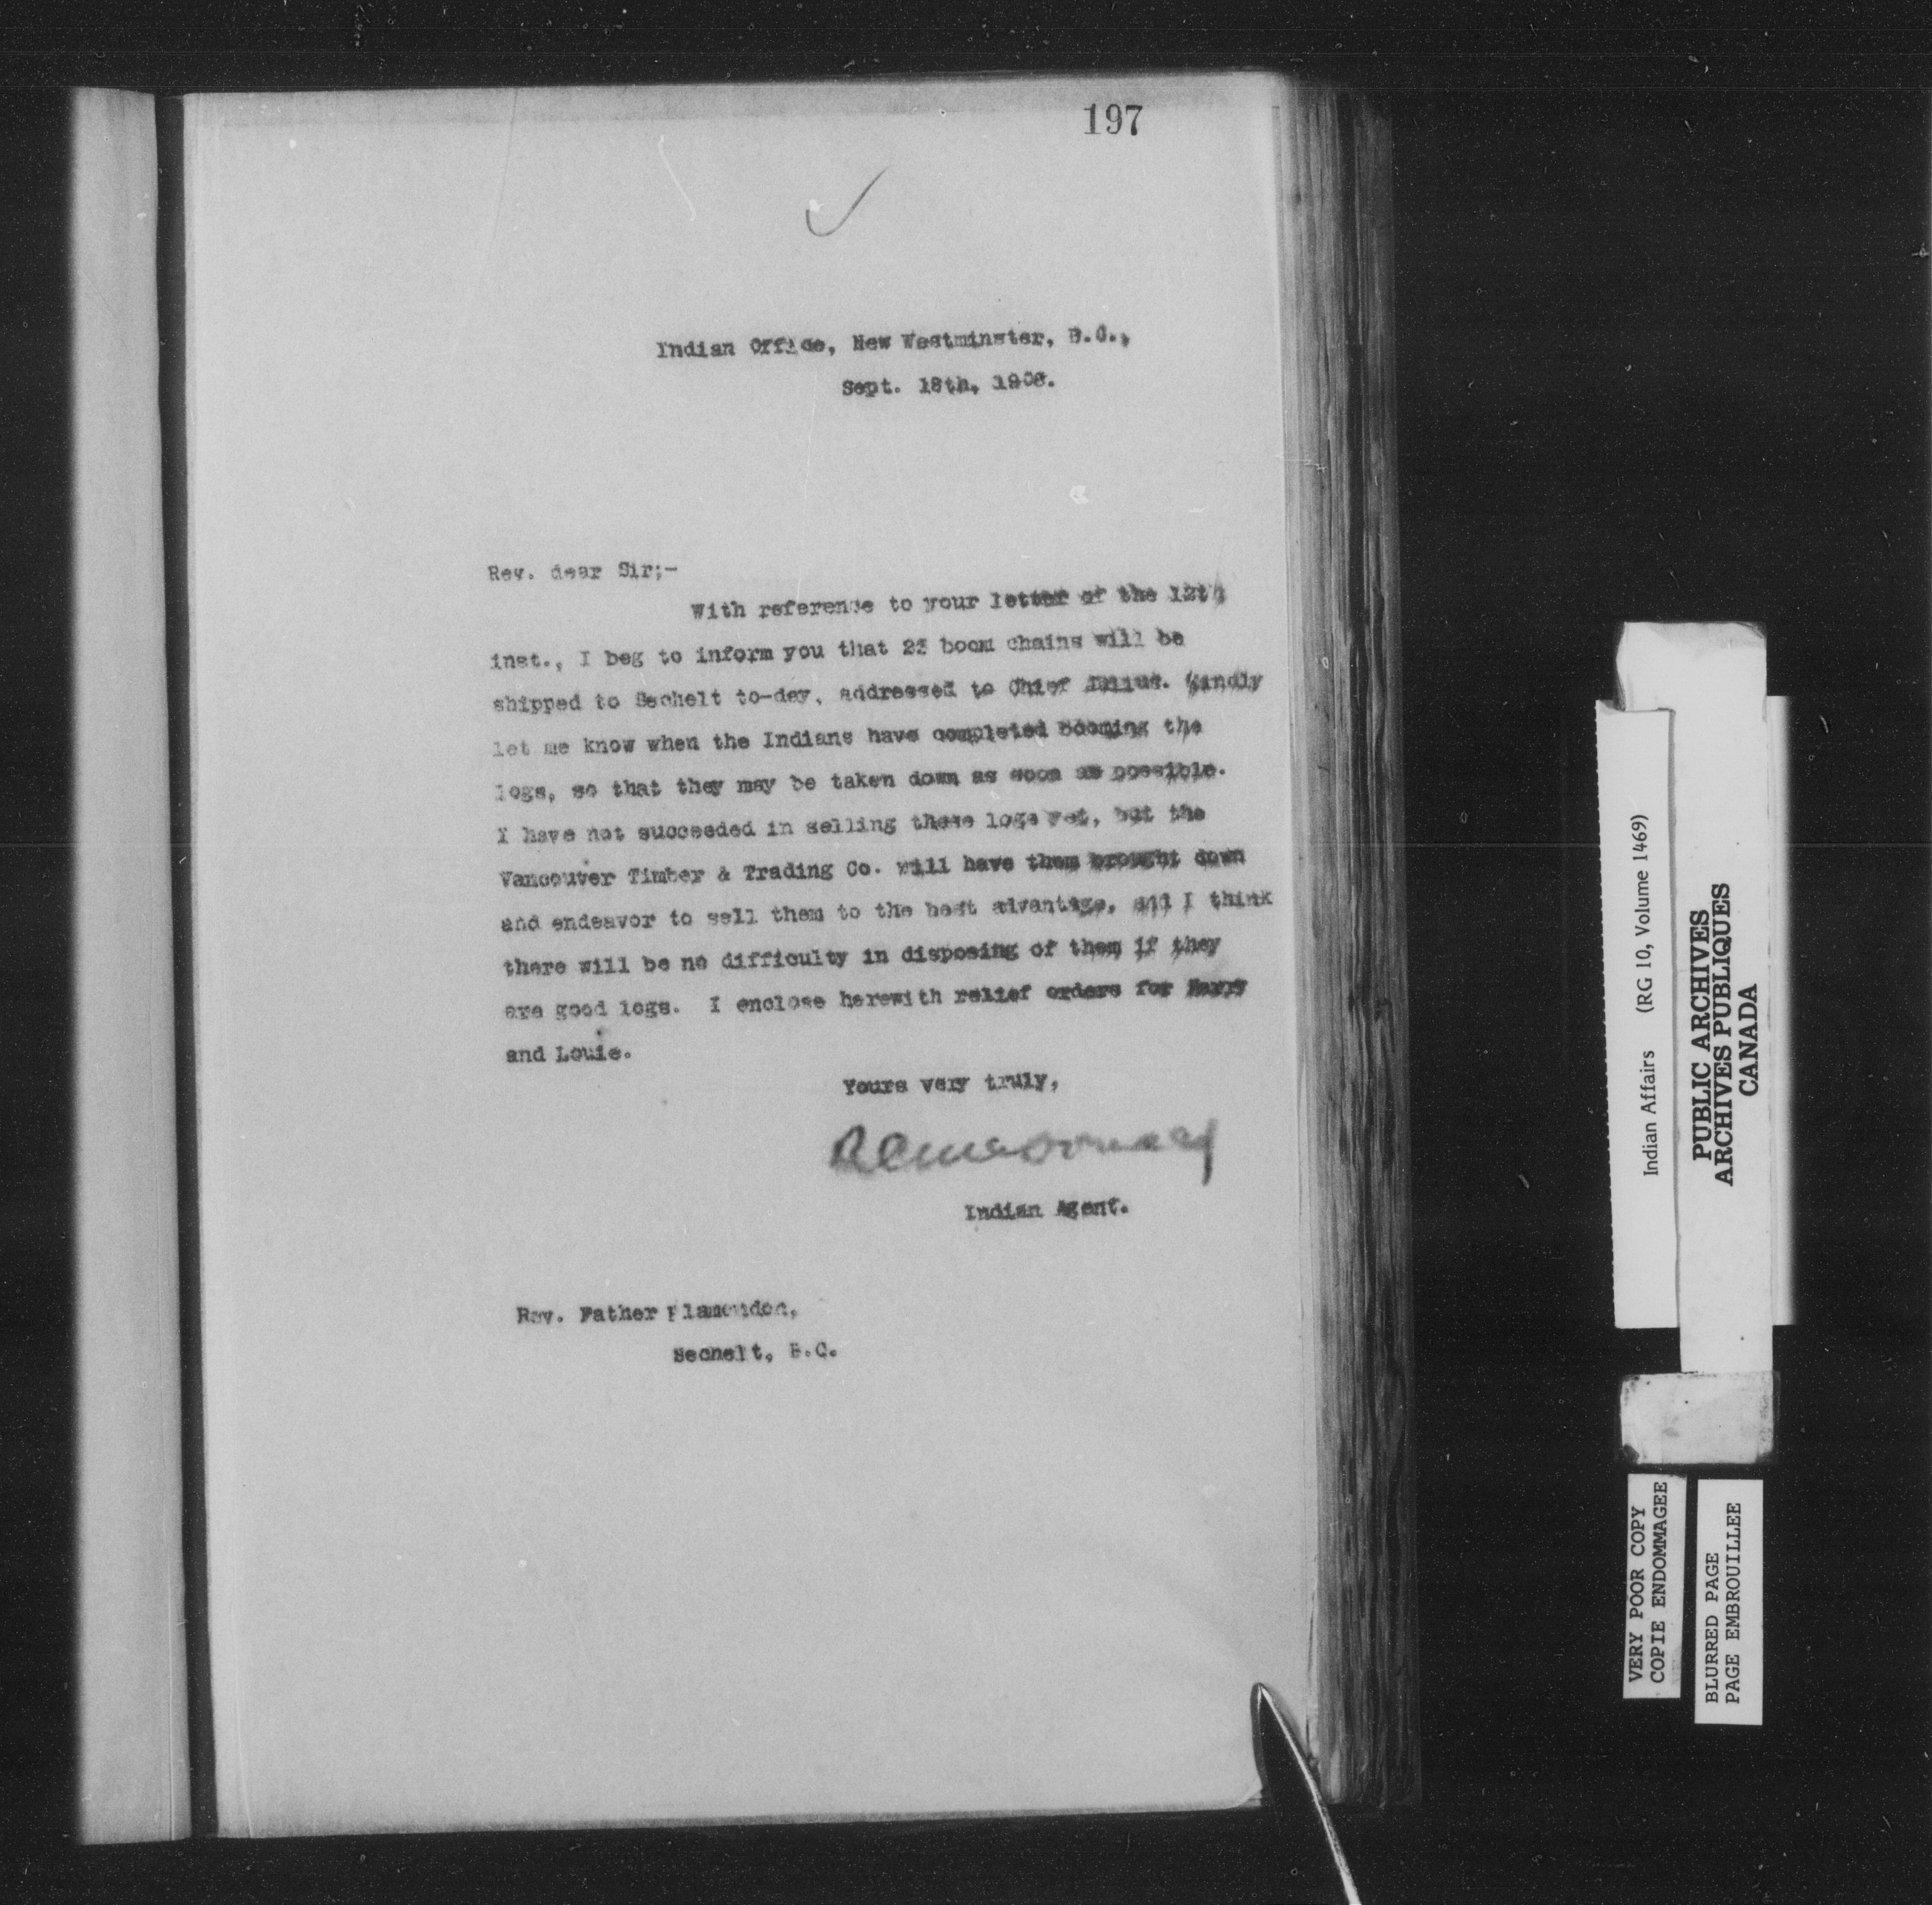 197
Indian Office, New Westminster, B.C.,
Sept. 18th, 1908.
Rev. dear Sir;-
With reference to your letter of the 12th
inst., I beg to inform you that boom chains will be
shipped to Sechelt to-day, addressed to Chief Julius. Kindly
let me know when the Indians have completed booming the
logs, so that they may be taken down as soon as possible.
I have not succeeded in selling these logs yet, but the
Vancouver Timber & Trading Co. will have them brought down
and endeavor to sell them to the best advantage, and I think
there will be no difficulty in disposing of them if they
are good logs. I enclose herewith relief orders for Harry
and Louie.
Yours very truly,
Indian Agent.
Rev. Father Plamondon,
Sechelt, B.C.
Indian Affairs (RG 10, Volume 1469)
PUBLIC ARCHIVES
ARCHIVES PUBLIQUES
CANADA
VERY POOR COPY
COPIE ENDOMMAGEE
BLURRED PAGE
PAGE EMBROUILLEE